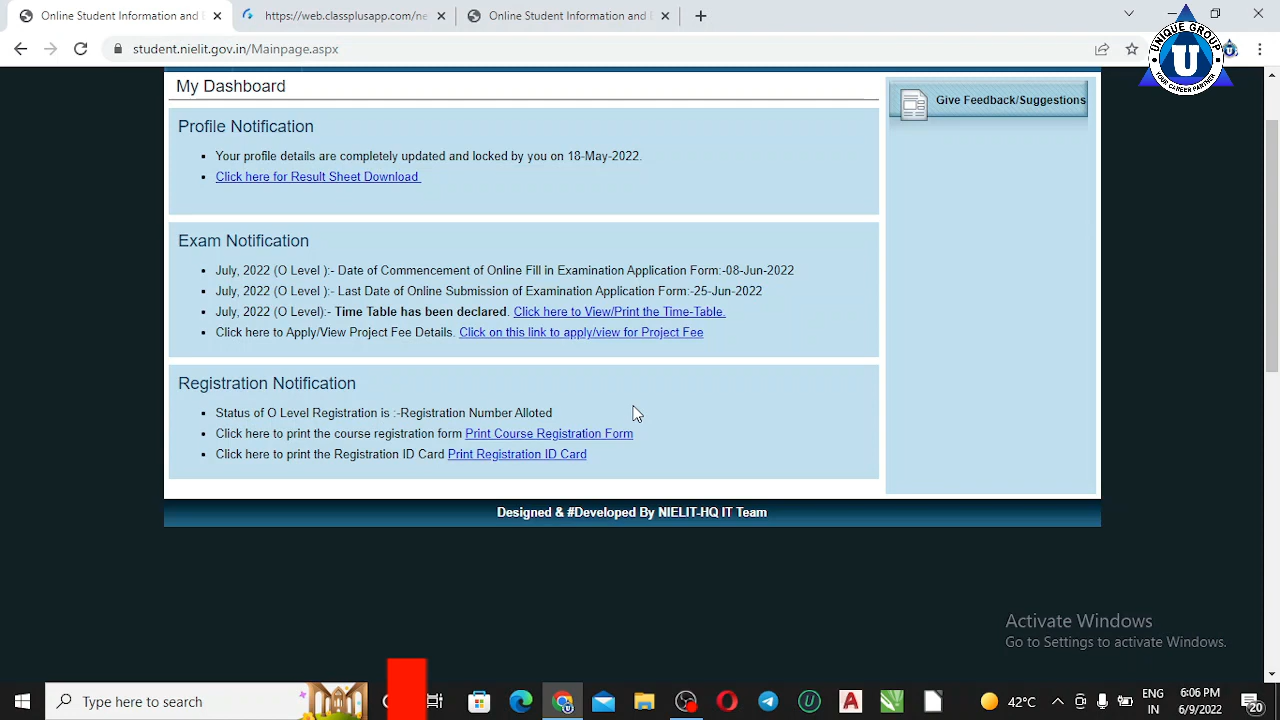 Online Student Information and
https://web.classplusapp.com/ne
Online Student Information and
student.nielit.gov.in/Mainpage.aspx
UNIQUE GROUP
U
YOUR CAREER PARTNER
My Dashboard
Give Feedback/Suggestions
Profile Notification
Your profile details are completely updated and locked by you on 18-May-2022.
Click here for Result Sheet Download
Exam Notification
July, 2022 (O Level ):- Date of Commencement of Online Fill in Examination Application Form:-08-Jun-2022
July, 2022 (O Level ):- Last Date of Online Submission of Examination Application Form:-25-Jun-2022
July, 2022 (O Level):- Time Table has been declared. Click here to View/Print the Time-Table.
Click here to Apply/View Project Fee Details. Click on this link to apply/view for Project Fee
Registration Notification
Status of O Level Registration is :-Registration Number Alloted
Click here to print the course registration form Print Course Registration Form
Click here to print the Registration ID Card Print Registration ID Card
Designed & #Developed By NIELIT-HQ IT Team
Activate Windows
Go to Settings to activate Windows.
Type here to search
42°C
ENG
IN
6:06 PM
6/9/2022
20